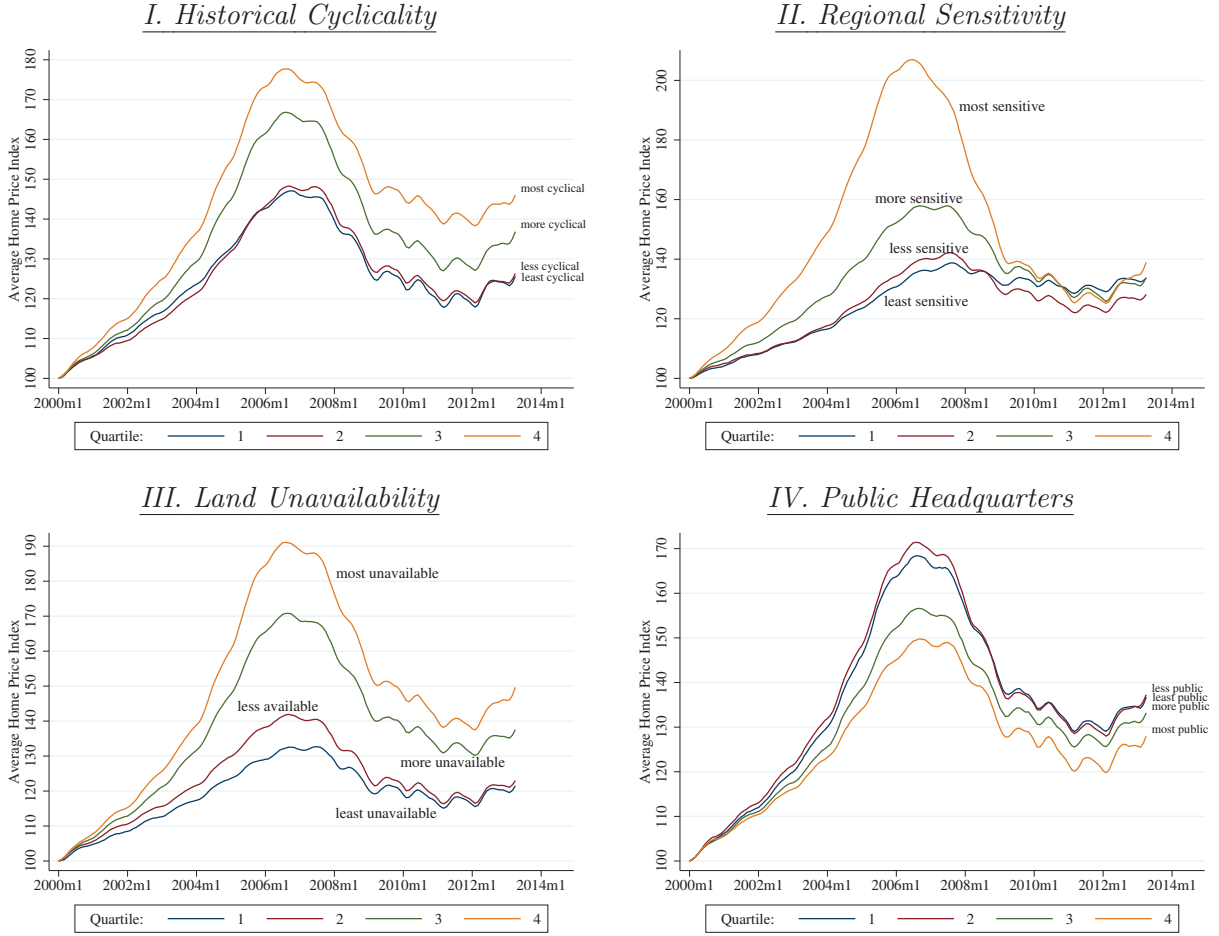 I. Historical Cyclicality
Average Home Price Index
180
170
160
150
140
130
120
110
100
most cyclical
more cyclical
less cyclical
least cyclical
2000m1 2002m1 2004m1 2006m1 2008m1 2010m1 2012m1 2014m1
Quartile: 1 2 3 4
II. Regional Sensitivity
Average Home Price Index
200
180
160
140
120
100
most sensitive
more sensitive
less sensitive
least sensitive
2000m1 2002m1 2004m1 2006m1 2008m1 2010m1 2012m1 2014m1
Quartile: 1 2 3 4
III. Land Unavailability
Average Home Price Index
190
180
170
160
150
140
130
120
110
100
most unavailable
less available
more unavailable
least unavailable
2000m1 2002m1 2004m1 2006m1 2008m1 2010m1 2012m1 2014m1
Quartile: 1 2 3 4
IV. Public Headquarters
Average Home Price Index
170
160
150
140
130
120
110
100
less public
least public
more public
most public
2000m1 2002m1 2004m1 2006m1 2008m1 2010m1 2012m1 2014m1
Quartile: 1 2 3 4